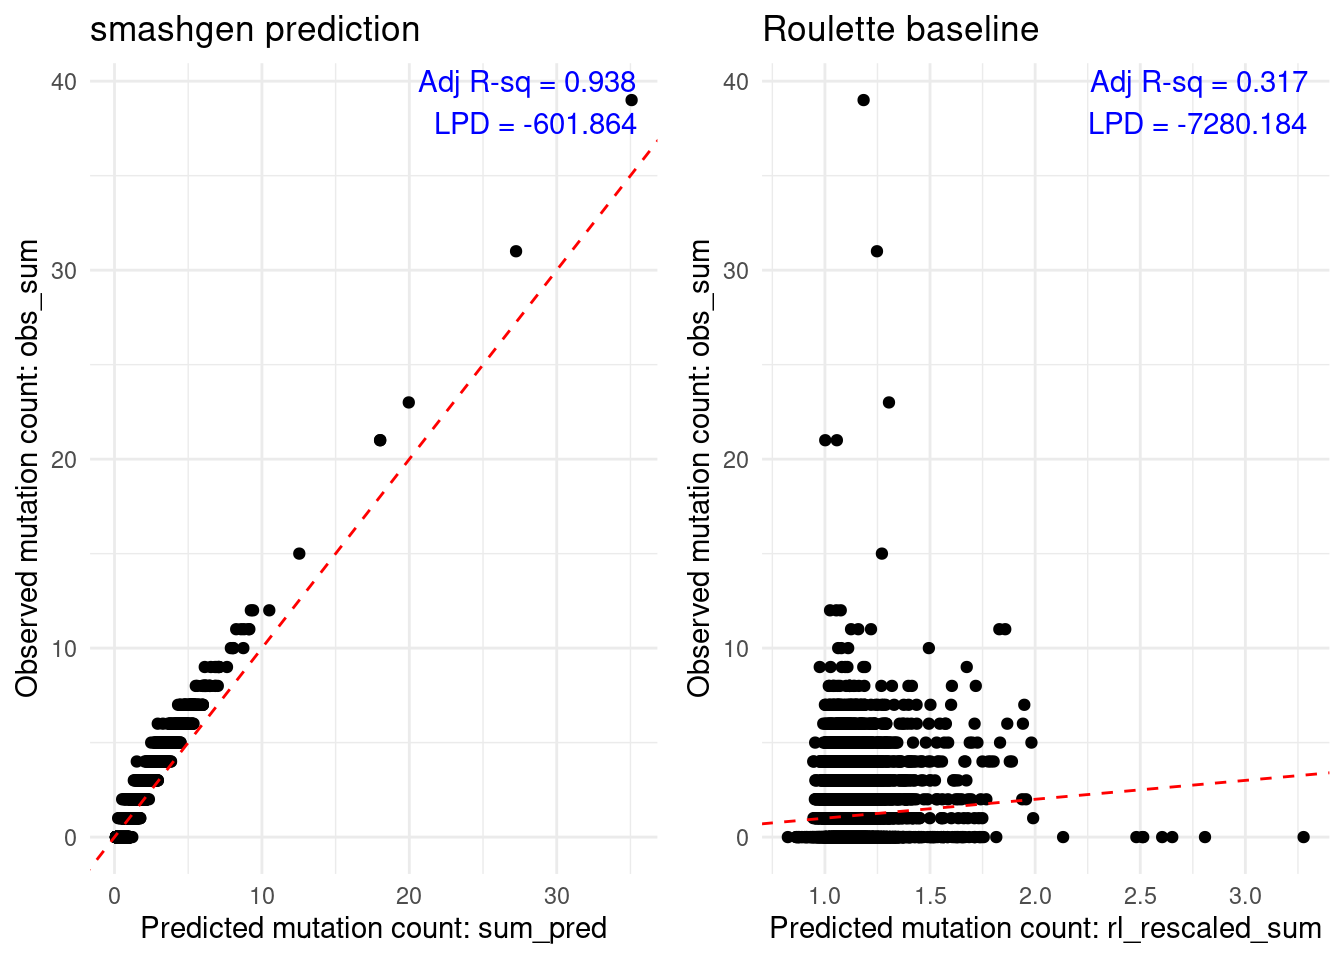 smashgen prediction
Adj R-sq = 0.938
LPD = -601.864
Observed mutation count: obs_sum
40
30
20
10
0
0 10 20 30
Predicted mutation count: sum_pred
Roulette baseline
Adj R-sq = 0.317
LPD = -7280.184
Observed mutation count: obs_sum
40
30
20
10
0
1.0 1.5 2.0 2.5 3.0
Predicted mutation count: rl_rescaled_sum